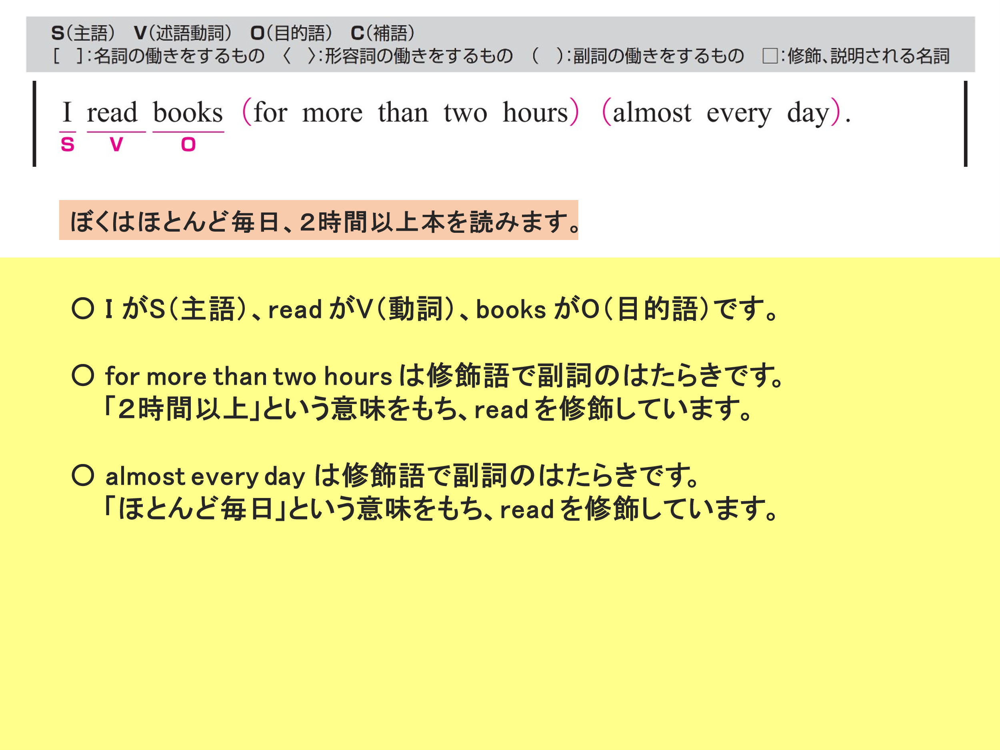 S（主語）　V（述語動詞）　O（目的語）　C（補語）
［　］：名詞の働きをするもの　〈　〉：形容詞の働きをするもの　（　）：副詞の働きをするもの　□：修飾、説明される名詞
I read books （for more than two hours）（almost every day）.
S V O
ぼくはほとんど毎日、２時間以上本を読みます。
○ I がS（主語）、read がV（動詞）、books がO（目的語）です。
○ for more than two hours は修飾語で副詞のはたらきです。
「２時間以上」という意味をもち、read を修飾しています。
○ almost every day は修飾語で副詞のはたらきです。
「ほとんど毎日」という意味をもち、read を修飾しています。